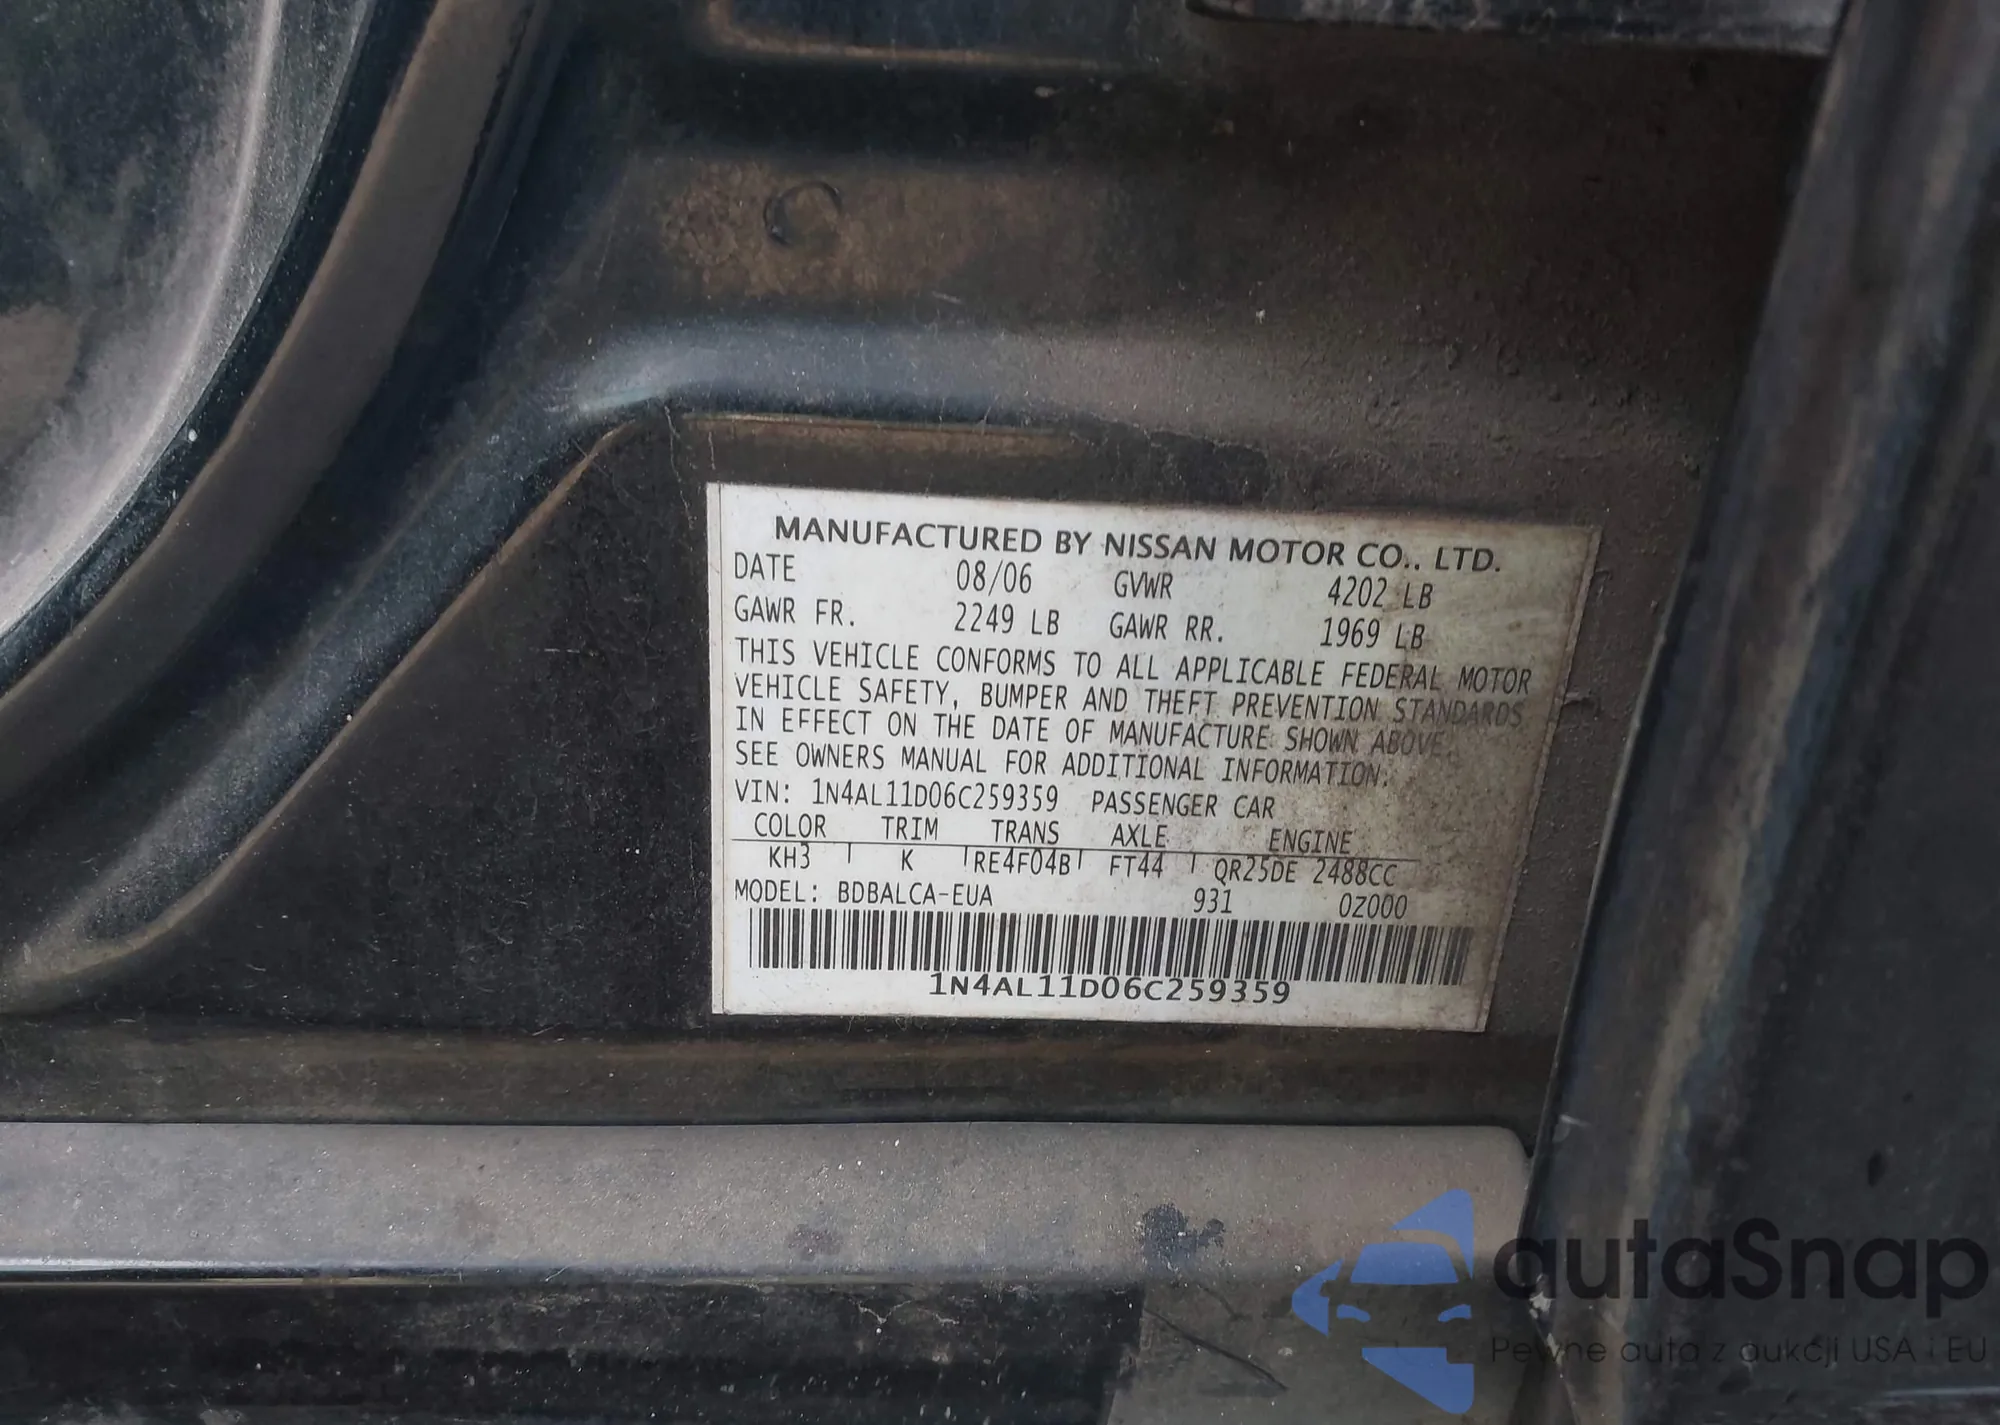 MANUFACTURED BY NISSAN MOTOR CO., LTD.
DATE 08/06 GVWR 4202 LB
GAWR FR. 2249 LB GAWR RR. 1969 LB
THIS VEHICLE CONFORMS TO ALL APPLICABLE FEDERAL MOTOR
VEHICLE SAFETY, BUMPER AND THEFT PREVENTION STANDARDS
IN EFFECT ON THE DATE OF MANUFACTURE SHOWN ABOVE.
SEE OWNERS MANUAL FOR ADDITIONAL INFORMATION.
VIN: 1N4AL11D06C259359 PASSENGER CAR
COLOR TRIM TRANS AXLE ENGINE
KH3 K RE4F04B FT44 QR25DE 2488CC
MODEL: BDBALCA-EUA 931 0Z000
1N4AL11D06C259359
autaSnap
Pewne auta z aukcji USA i EU